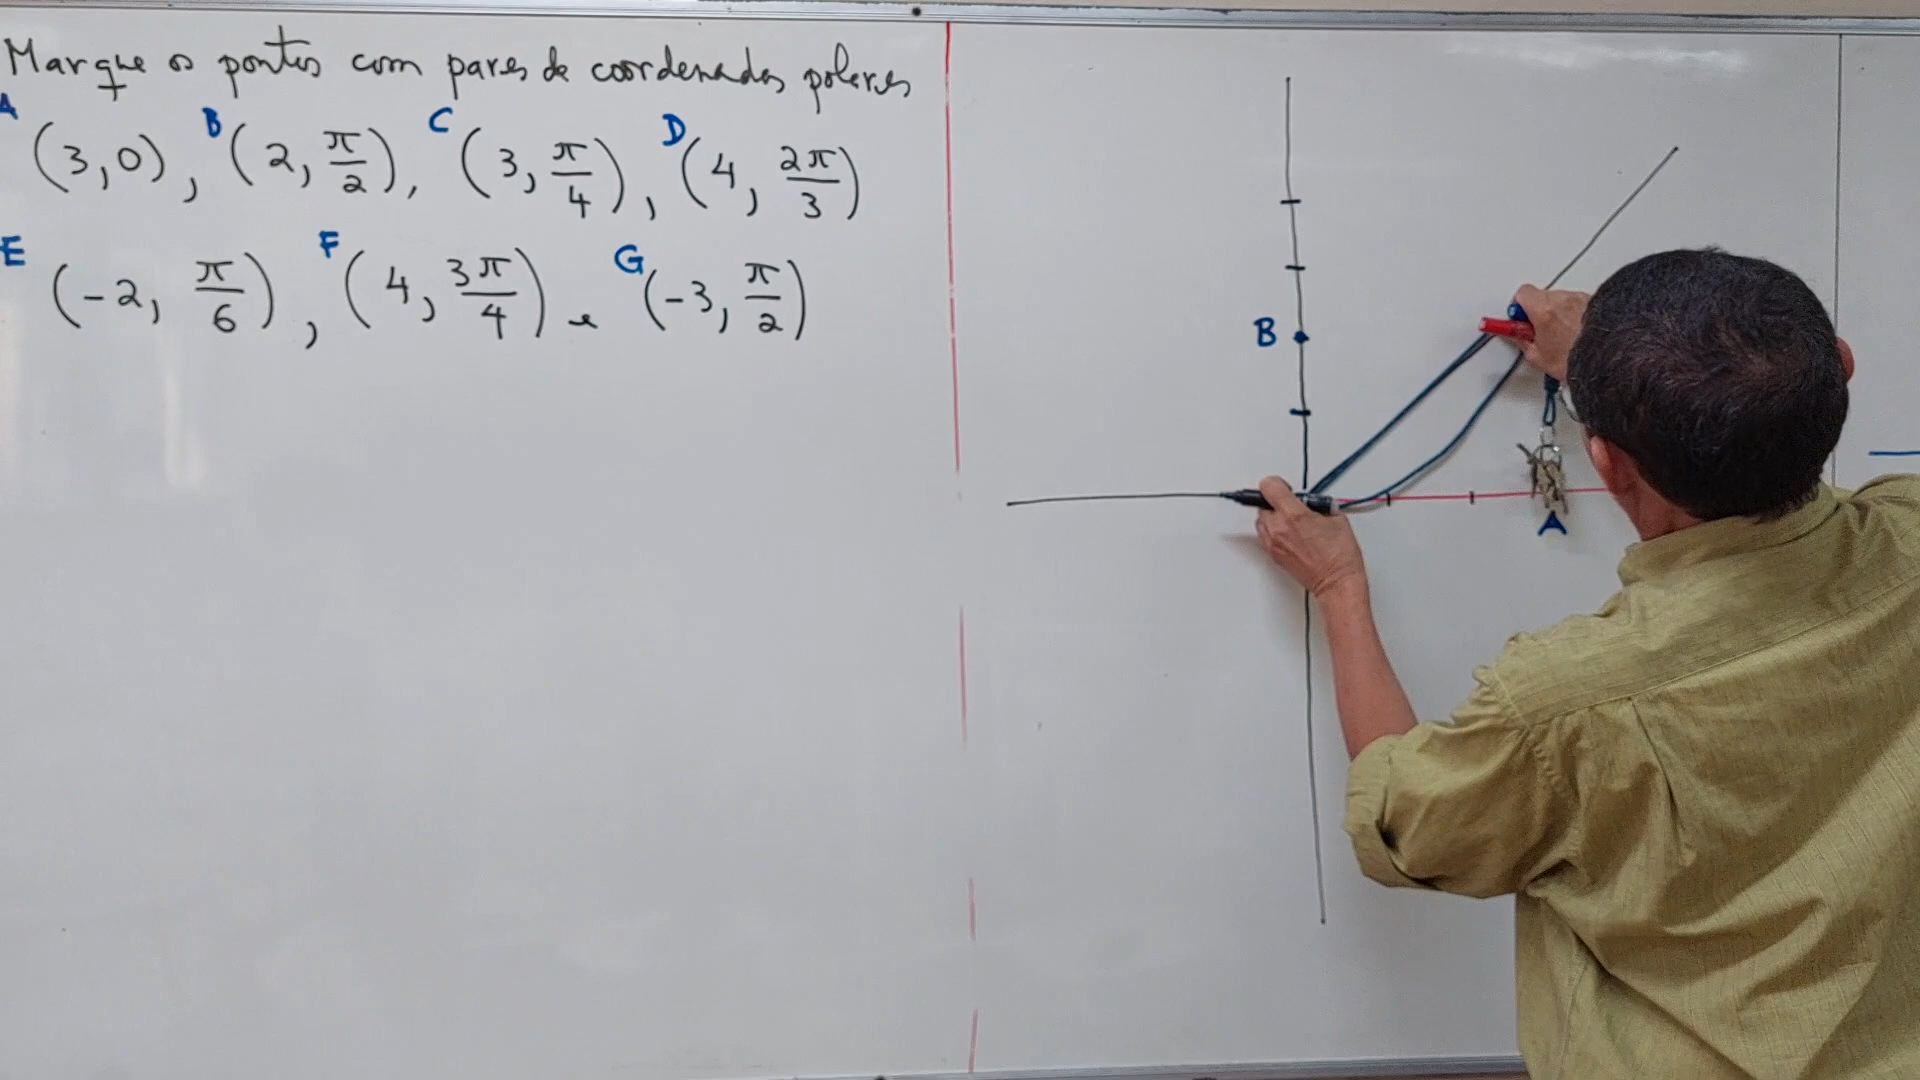 Marque os pontos com pares de coordenadas polares
A (3,0), B (2, π/2), C (3, π/4), D (4, 2π/3)
E (-2, π/6), F (4, 3π/4) e G (-3, π/2)
B
A